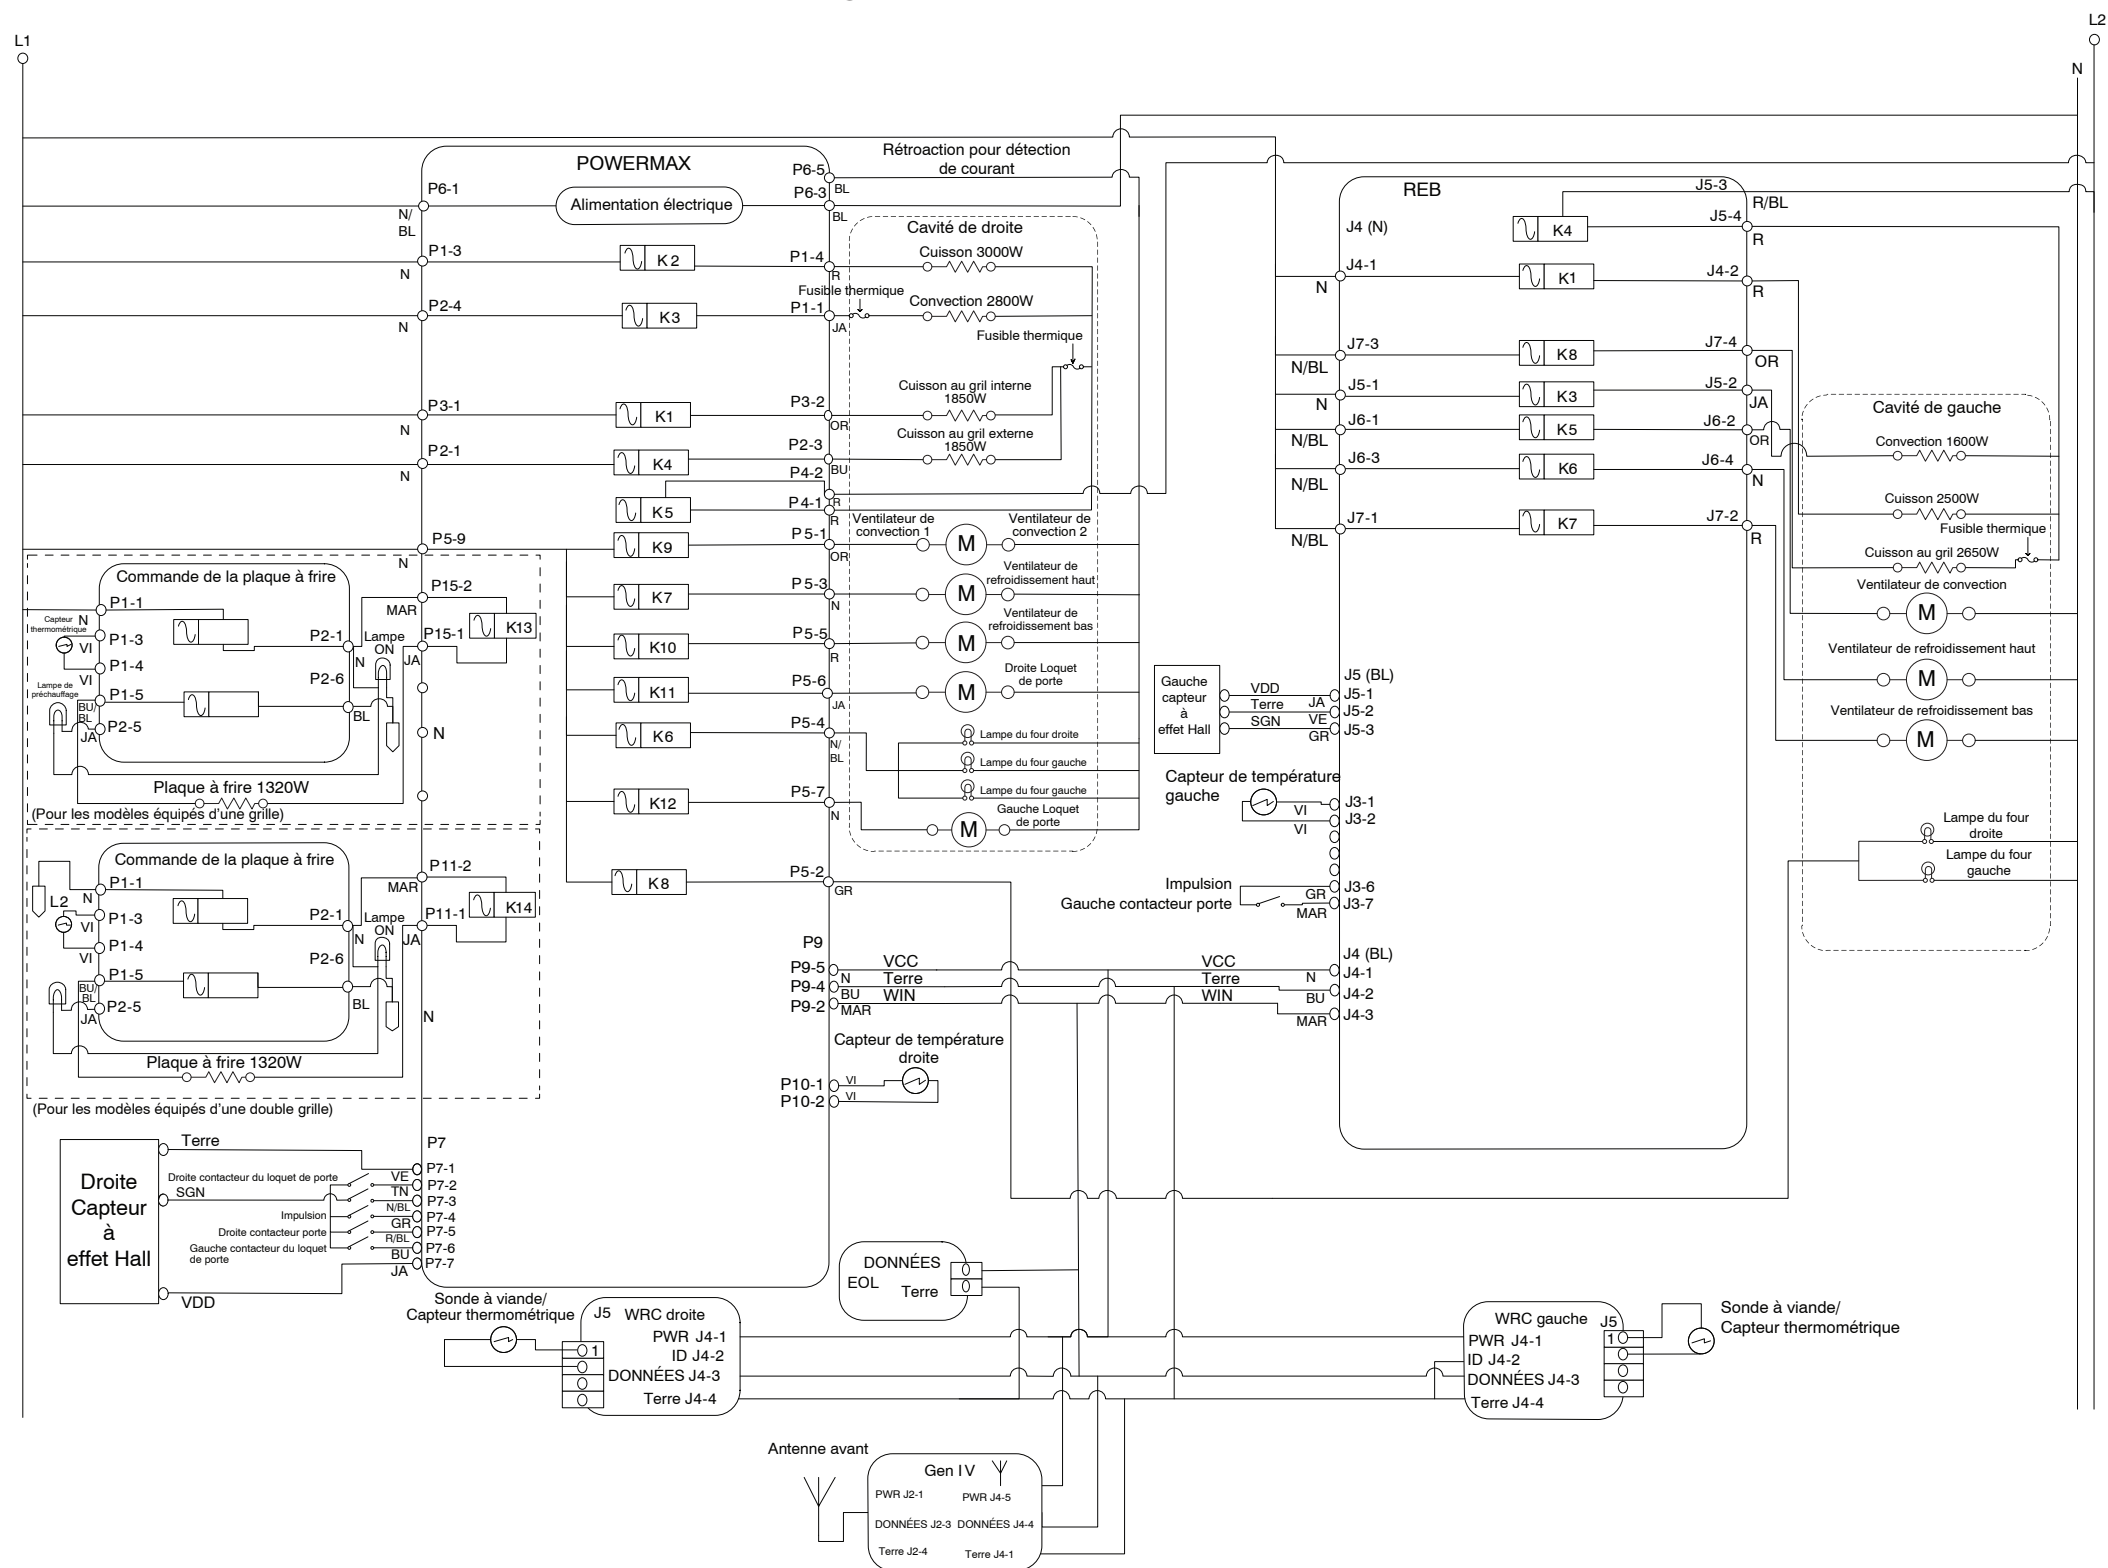 L1
L2
N
POWERMAX
P6-1
Alimentation électrique
P6-5
P6-3
BL
BL
N/
BL
Rétroaction pour détection
de courant
P1-3
N
K2
P1-4
R
P2-4
N
K3
P1-1
JA
P3-1
N
K1
P3-2
OR
P2-1
N
K4
P2-3
BU
P4-2
R
K5
P4-1
R
P5-9
N
K9
P5-1
OR
K7
P5-3
N
K10
P5-5
R
K11
P5-6
JA
K6
P5-4
N/
BL
K12
P5-7
N
K8
P5-2
GR
Cavité de droite
Cuisson 3000W
Fusible thermique
Convection 2800W
Fusible thermique
Cuisson au gril interne
1850W
Cuisson au gril externe
1850W
Ventilateur de
convection 1
M
Ventilateur de
convection 2
M
Ventilateur de
refroidissement haut
M
Ventilateur de
refroidissement bas
M
Droite Loquet
de porte
Lampe du four droite
Lampe du four gauche
Lampe du four gauche
M
Gauche Loquet
de porte
Commande de la plaque à frire
P1-1
N
Capteur
thermométrique
P1-3
VI
P1-4
VI
Lampe de
préchauffage
P1-5
BU/
BL
P2-5
JA
P2-1
N
P2-6
BL
Lampe
ON
P15-2
MAR
P15-1
JA
K13
N
Plaque à frire 1320W
(Pour les modèles équipés d'une grille)
Commande de la plaque à frire
P1-1
N
L2
P1-3
VI
P1-4
VI
P1-5
BU/
BL
P2-5
JA
P2-1
N
P2-6
BL
Lampe
ON
P11-2
MAR
P11-1
JA
K14
N
Plaque à frire 1320W
(Pour les modèles équipés d'une double grille)
Droite
Capteur
à
effet Hall
Terre
SGN
VDD
Droite contacteur du loquet de porte
Impulsion
Droite contacteur porte
Gauche contacteur du loquet
de porte
VE
TN
N/BL
GR
R/BL
BU
JA
P7
P7-1
P7-2
P7-3
P7-4
P7-5
P7-6
P7-7
P9
P9-5
P9-4
P9-2
N
BU
MAR
VCC
Terre
WIN
VCC
Terre
WIN
N
BU
MAR
Capteur de température
droite
P10-1
P10-2
VI
VI
REB
J4 (N)
J5-3
R/BL
K4
J5-4
R
J4-1
N
K1
J4-2
R
J7-3
N/BL
K8
J7-4
OR
J5-1
N
K3
J5-2
JA
J6-1
N/BL
K5
J6-2
OR
J6-3
N/BL
K6
J6-4
N
J7-1
N/BL
K7
J7-2
R
Cavité de gauche
Convection 1600W
Cuisson 2500W
Fusible thermique
Cuisson au gril 2650W
Ventilateur de convection
M
Ventilateur de refroidissement haut
M
Ventilateur de refroidissement bas
M
Lampe du four
droite
Lampe du four
gauche
Gauche
capteur
à
effet Hall
VDD
Terre
SGN
JA
VE
GR
J5 (BL)
J5-1
J5-2
J5-3
Capteur de température
gauche
VI
VI
J3-1
J3-2
Impulsion
Gauche contacteur porte
GR
MAR
J3-6
J3-7
J4 (BL)
J4-1
J4-2
J4-3
DONNÉES
EOL
Terre
Sonde à viande/
Capteur thermométrique
J5
WRC droite
1
PWR J4-1
ID J4-2
DONNÉES J4-3
Terre J4-4
WRC gauche
J5
1
PWR J4-1
ID J4-2
DONNÉES J4-3
Terre J4-4
Sonde à viande/
Capteur thermométrique
Antenne avant
Gen IV
PWR J2-1
PWR J4-5
DONNÉES J2-3
DONNÉES J4-4
Terre J2-4
Terre J4-1